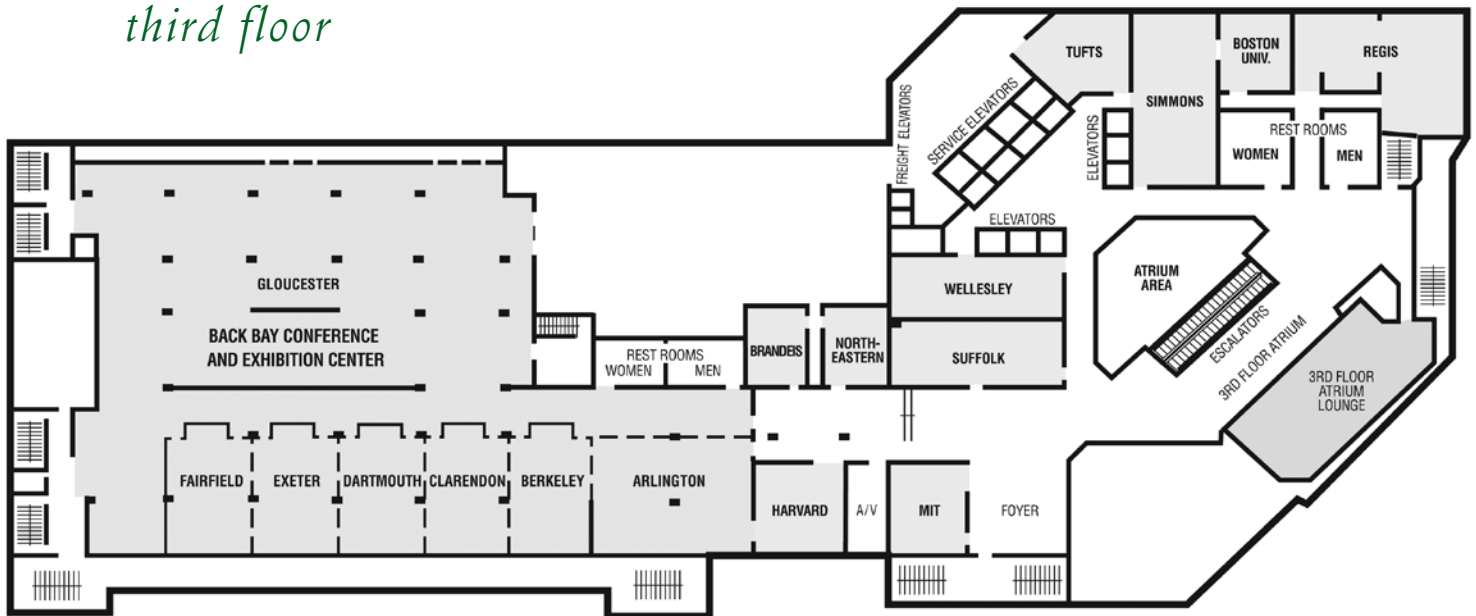 third floor
TUFTS
BOSTON
UNIV.
REGIS
SIMMONS
SERVICE ELEVATORS
FREIGHT ELEVATORS
ELEVATORS
REST ROOMS
WOMEN
MEN
ELEVATORS
WELLESLEY
ATRIUM
AREA
ESCALATORS
3RD FLOOR ATRIUM
3RD FLOOR
ATRIUM
LOUNGE
GLOUCESTER
BACK BAY CONFERENCE
AND EXHIBITION CENTER
REST ROOMS
WOMEN
MEN
BRANDEIS
NORTH-
EASTERN
SUFFOLK
FAIRFIELD
EXETER
DARTMOUTH
CLARENDON
BERKELEY
ARLINGTON
HARVARD
A/V
MIT
FOYER